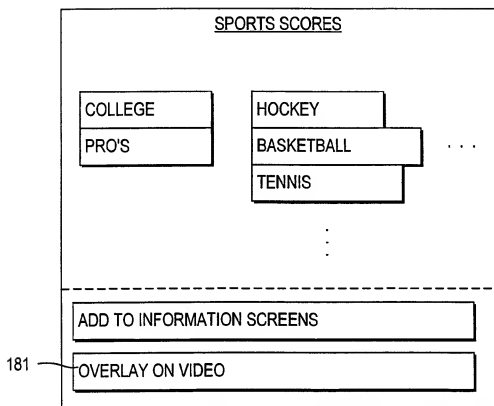 SPORTS SCORES
COLLEGE
PRO'S
HOCKEY
BASKETBALL
TENNIS
ADD TO INFORMATION SCREENS
181
OVERLAY ON VIDEO